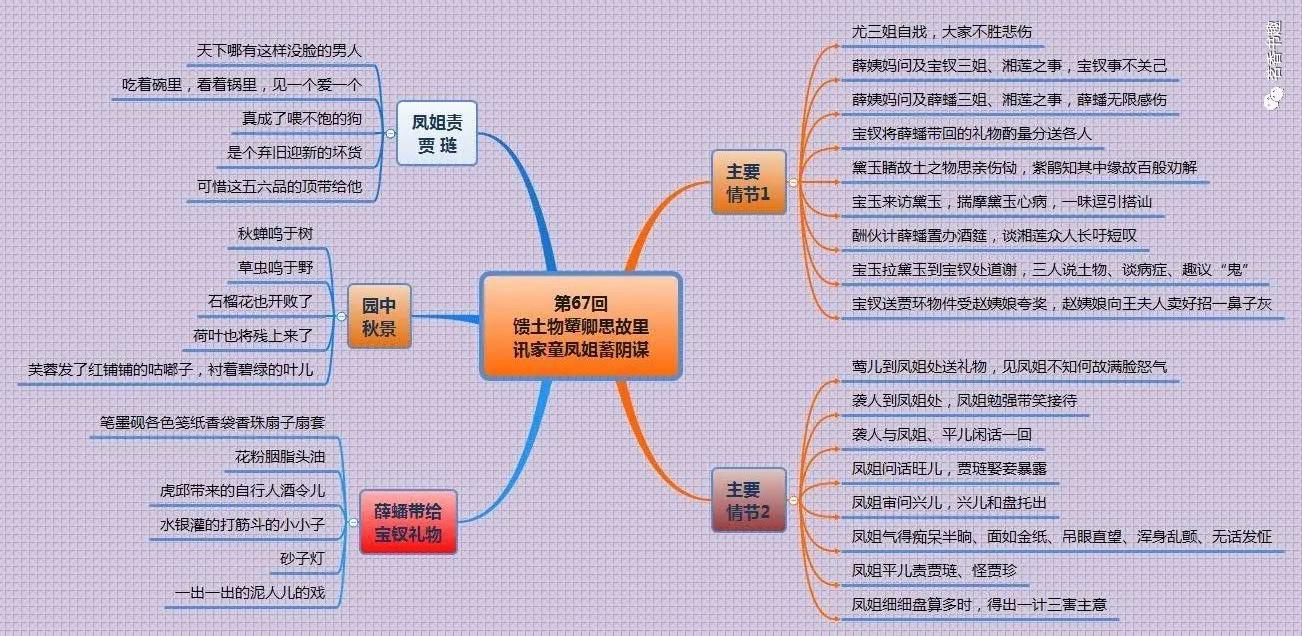 第67回
馈土物颦卿思故里
讯家童凤姐蓄阴谋
主要
情节1
尤三姐自戕，大家不胜悲伤
薛姨妈问及宝钗三姐、湘莲之事，宝钗事不关己
薛姨妈问及薛蟠三姐、湘莲之事，薛蟠无限感伤
宝钗将薛蟠带回的礼物酌量分送各人
黛玉睹故土之物思亲伤恸，紫鹃知其中缘故百般劝解
宝玉来访黛玉，揣摩黛玉心病，一味逗引搭讪
酬伙计薛蟠置办酒筵，谈湘莲众人长吁短叹
宝玉拉黛玉到宝钗处道谢，三人说土物、谈病症、趣议“鬼”
宝钗送贾环物件受赵姨娘夸奖，赵姨娘向王夫人卖好招一鼻子灰
主要
情节2
莺儿到凤姐处送礼物，见凤姐不知何故满脸怒气
袭人到凤姐处，凤姐勉强带笑接待
袭人与凤姐、平儿闲话一回
凤姐问话旺儿，贾琏娶妾暴露
凤姐审问兴儿，兴儿和盘托出
凤姐气得痴呆半晌、面如金纸、吊眼直望、浑身乱颤、无话发怔
凤姐平儿责贾琏、怪贾珍
凤姐细细盘算多时，得出一计三害主意
凤姐责
贾 琏
天下哪有这样没脸的男人
吃着碗里，看着锅里，见一个爱一个
真成了喂不饱的狗
是个弃旧迎新的坏货
可惜这五六品的顶带给他
园中
秋景
秋蝉鸣于树
草虫鸣于野
石榴花也开败了
荷叶也将残上来了
芙蓉发了红铺铺的咕嘟子，衬着碧绿的叶儿
薛蟠带给
宝钗礼物
笔墨砚各色笺纸香袋香珠扇子扇套
花粉胭脂头油
虎邱带来的自行人酒令儿
水银灌的打筋斗的小小子
砂子灯
一出一出的泥人儿的戏
名著书趣